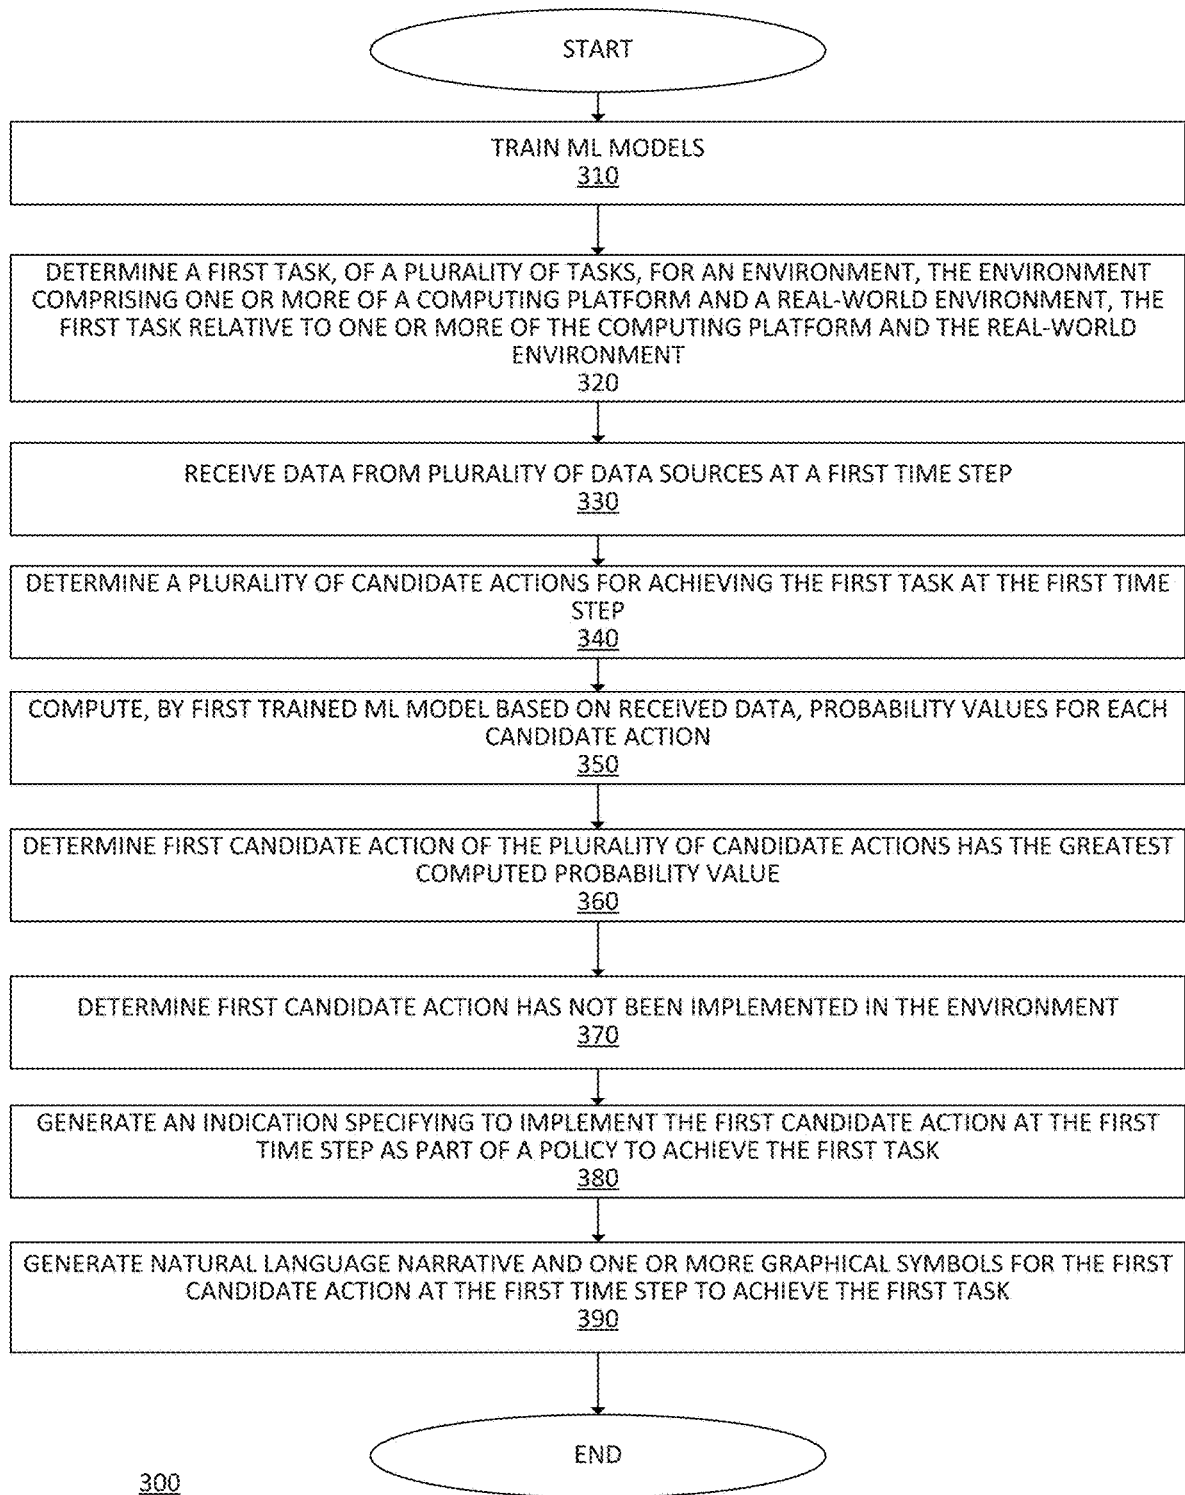 START
TRAIN ML MODELS
310
DETERMINE A FIRST TASK, OF A PLURALITY OF TASKS, FOR AN ENVIRONMENT, THE ENVIRONMENT
COMPRISING ONE OR MORE OF A COMPUTING PLATFORM AND A REAL-WORLD ENVIRONMENT, THE
FIRST TASK RELATIVE TO ONE OR MORE OF THE COMPUTING PLATFORM AND THE REAL-WORLD
ENVIRONMENT
320
RECEIVE DATA FROM PLURALITY OF DATA SOURCES AT A FIRST TIME STEP
330
DETERMINE A PLURALITY OF CANDIDATE ACTIONS FOR ACHIEVING THE FIRST TASK AT THE FIRST TIME
STEP
340
COMPUTE, BY FIRST TRAINED ML MODEL BASED ON RECEIVED DATA, PROBABILITY VALUES FOR EACH
CANDIDATE ACTION
350
DETERMINE FIRST CANDIDATE ACTION OF THE PLURALITY OF CANDIDATE ACTIONS HAS THE GREATEST
COMPUTED PROBABILITY VALUE
360
DETERMINE FIRST CANDIDATE ACTION HAS NOT BEEN IMPLEMENTED IN THE ENVIRONMENT
370
GENERATE AN INDICATION SPECIFYING TO IMPLEMENT THE FIRST CANDIDATE ACTION AT THE FIRST
TIME STEP AS PART OF A POLICY TO ACHIEVE THE FIRST TASK
380
GENERATE NATURAL LANGUAGE NARRATIVE AND ONE OR MORE GRAPHICAL SYMBOLS FOR THE FIRST
CANDIDATE ACTION AT THE FIRST TIME STEP TO ACHIEVE THE FIRST TASK
390
END
300